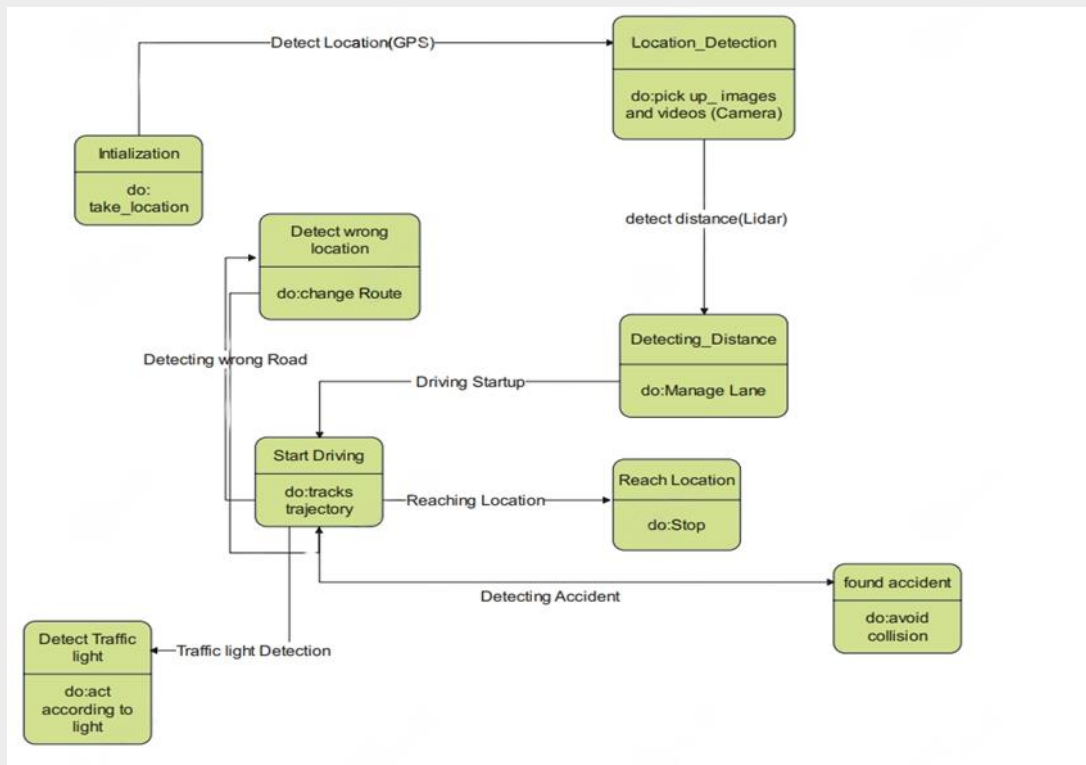 Detect Location(GPS)
Location_Detection
do:pick up_ images
and videos (Camera)
Intialization
do:
take_location
detect distance(Lidar)
Detect wrong
location
do:change Route
Detecting wrong Road
Detecting_Distance
do:Manage Lane
Driving Startup
Start Driving
do:tracks
trajectory
Reaching Location
Reach Location
do:Stop
Detecting Accident
found accident
do:avoid
collision
Detect Traffic
light
do:act
according to
light
Traffic light Detection